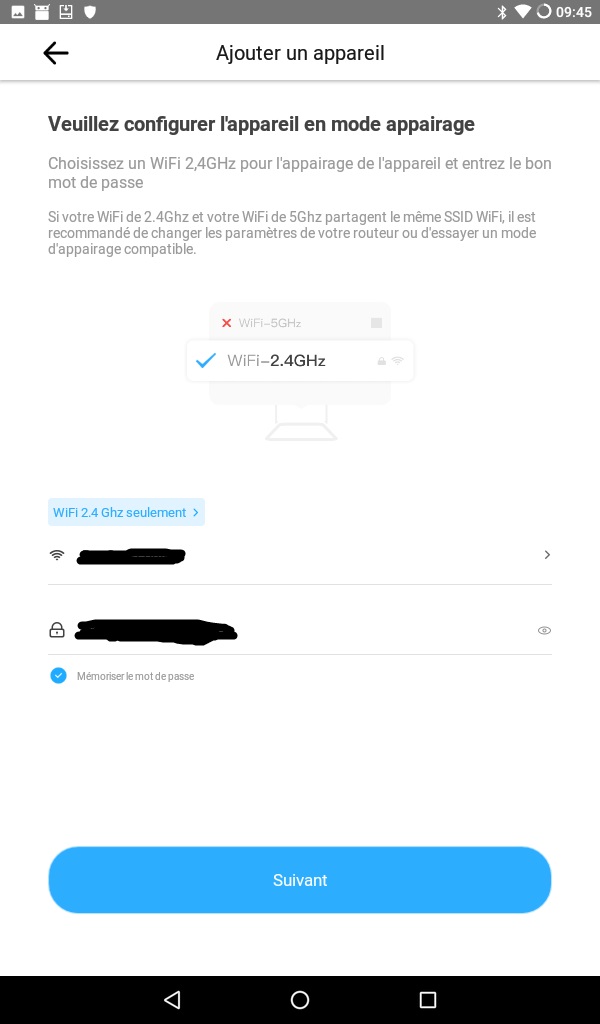 09:45
Ajouter un appareil
Veuillez configurer l'appareil en mode appairage
Choisissez un WiFi 2,4GHz pour l'appairage de l'appareil et entrez le bon
mot de passe
Si votre WiFi de 2.4Ghz et votre WiFi de 5Ghz partagent le même SSID WiFi, il est
recommandé de changer les paramètres de votre routeur ou d'essayer un mode
d'appairage compatible.
WiFi-5GHz
WiFi-2.4GHz
WiFi 2.4 Ghz seulement
Mémoriser le mot de passe
Suivant